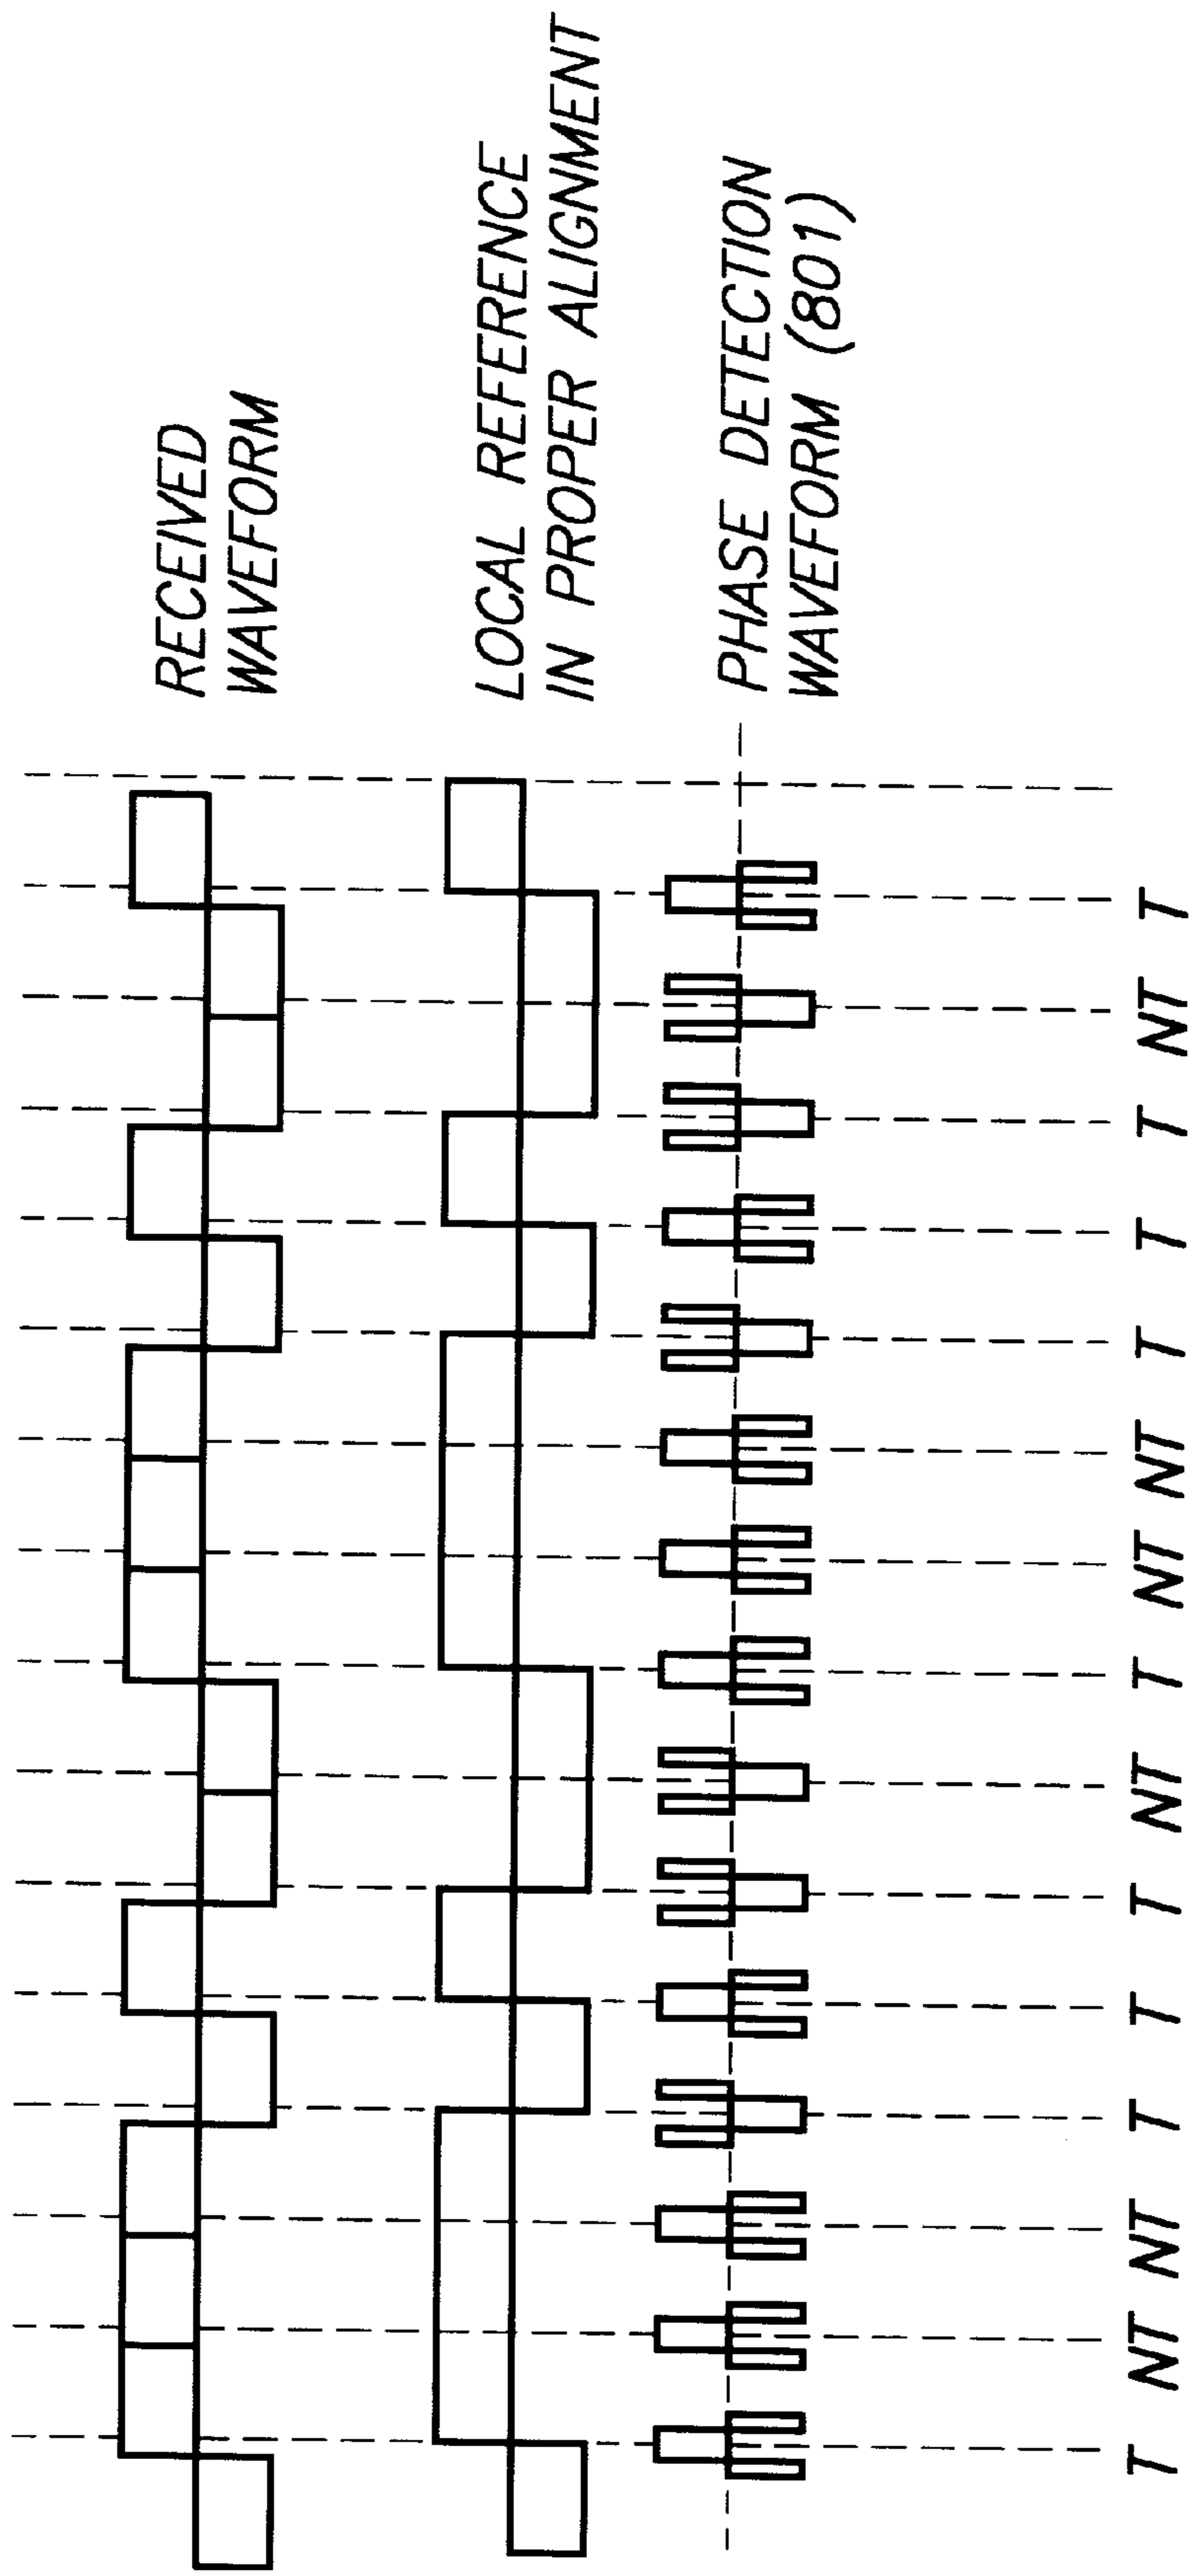 RECEIVED
WAVEFORM
LOCAL REFERENCE
IN PROPER ALIGNMENT
PHASE DETECTION
WAVEFORM (801)
T NT NT T T T NT T NT NT T T T NT T